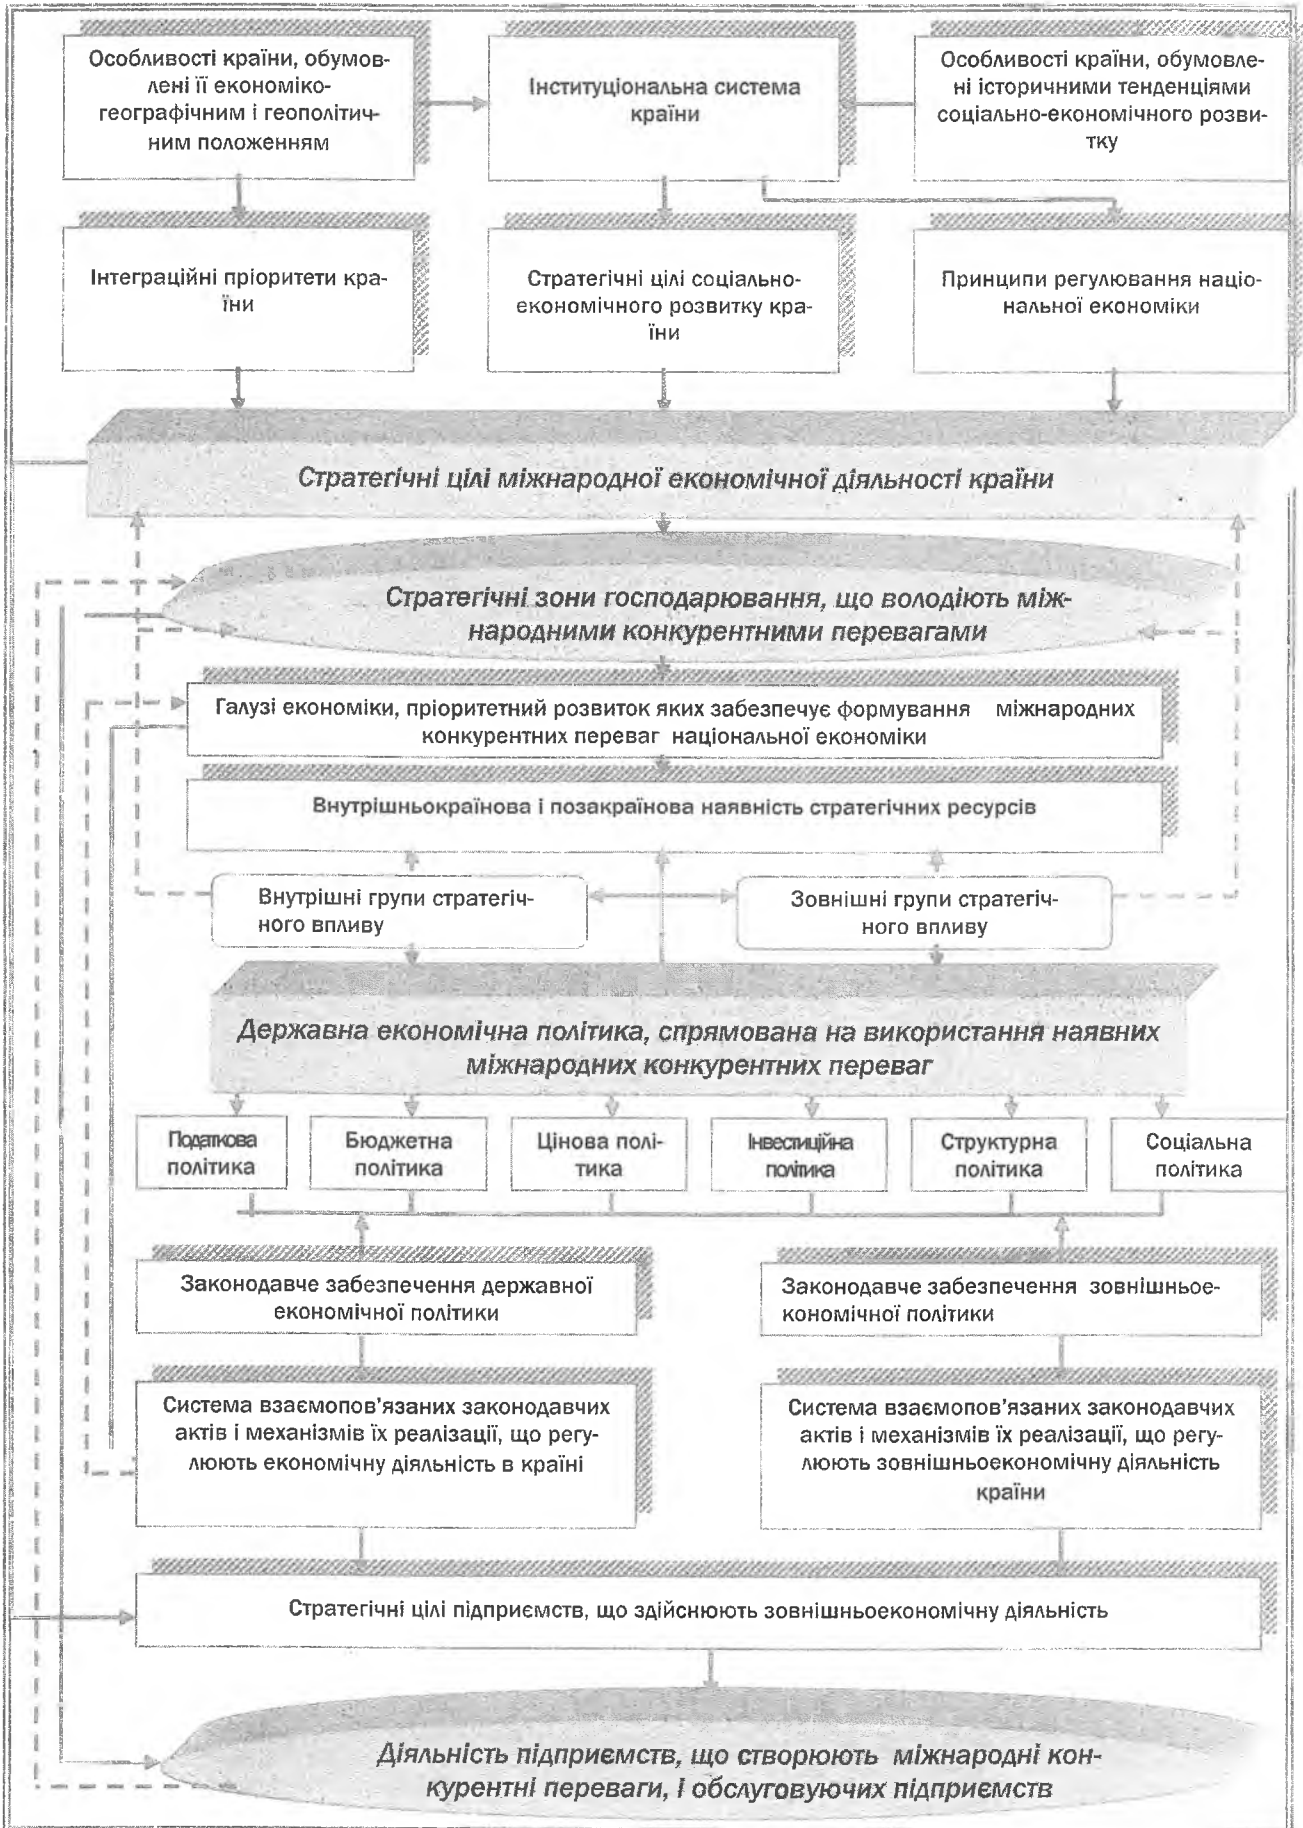 Особливості країни, обумов-
лені її економіко-
географічним і геополітич-
ним положенням
Інституціональна система
країни
Особливості країни, обумовле-
ні історичними тенденціями
соціально-економічного розви-
тку
Інтеграційні пріоритети кра-
їни
Стратегічні цілі соціально-
економічного розвитку кра-
їни
Принципи регулювання націо-
нальної економіки
Стратегічні цілі міжнародної економічної діяльності країни
Стратегічні зони господарювання, що володіють між-
народними конкурентними перевагами
Галузі економіки, пріоритетний розвиток яких забезпечує формування міжнародних
конкурентних переваг національної економіки
Внутрішньокраїнова і позакраїнова наявність стратегічних ресурсів
Внутрішні групи стратегіч-
ного впливу
Зовнішні групи стратегіч-
ного впливу
Державна економічна політика, спрямована на використання наявних
міжнародних конкурентних переваг
Податкова
політика
Бюджетна
політика
Цінова полі-
тика
Інвестиційна
політика
Структурна
політика
Соціальна
політика
Законодавче забезпечення державної
економічної політики
Законодавче забезпечення зовнішньое-
кономічної політики
Система взаємопов'язаних законодавчих
актів і механізмів їх реалізації, що регу-
люють економічну діяльність в країні
Система взаємопов'язаних законодавчих
актів і механізмів їх реалізації, що регу-
люють зовнішньоекономічну діяльність
країни
Стратегічні цілі підприємств, що здійснюють зовнішньоекономічну діяльність
Діяльність підприємств, що створюють міжнародні кон-
курентні переваги, і обслуговуючих підприємств